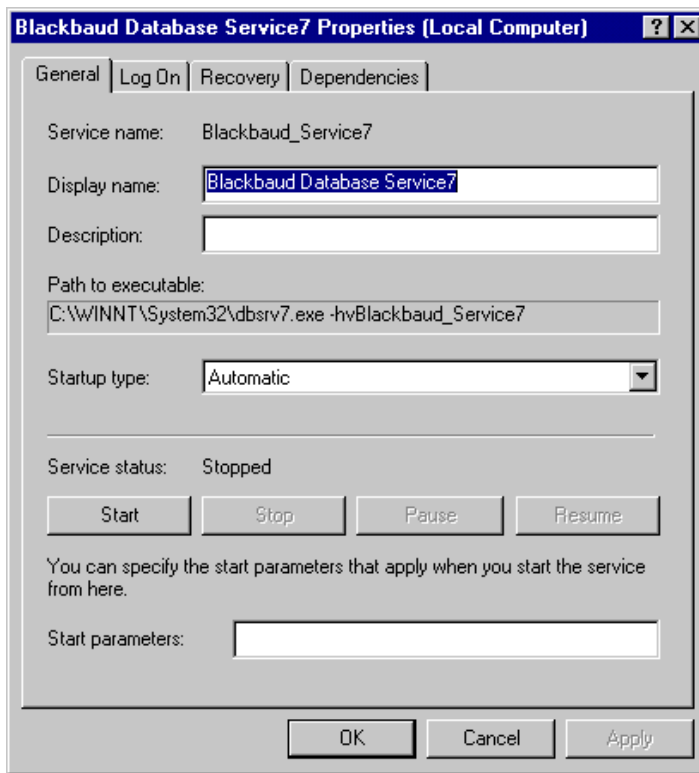 Blackbaud Database Service7 Properties (Local Computer)
General Log On Recovery Dependencies
Service name: Blackbaud_Service7
Display name: Blackbaud Database Service7
Description:
Path to executable:
C:\WINNT\System32\dbsrv7.exe -hvBlackbaud_Service7
Startup type: Automatic
Service status: Stopped
Start Stop Pause Resume
You can specify the start parameters that apply when you start the service
from here.
Start parameters:
OK Cancel Apply